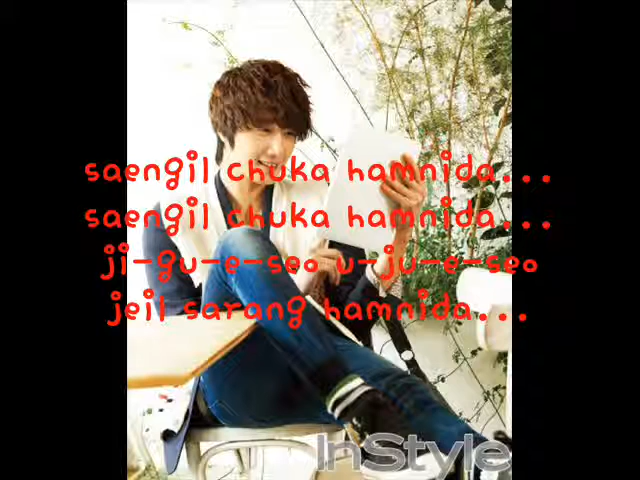 saengil chuka hamnida...
saengil chuka hamnida...
ji-gu-e-seo u-ju-e-seo
jeil sarang hamnida...
InStyle